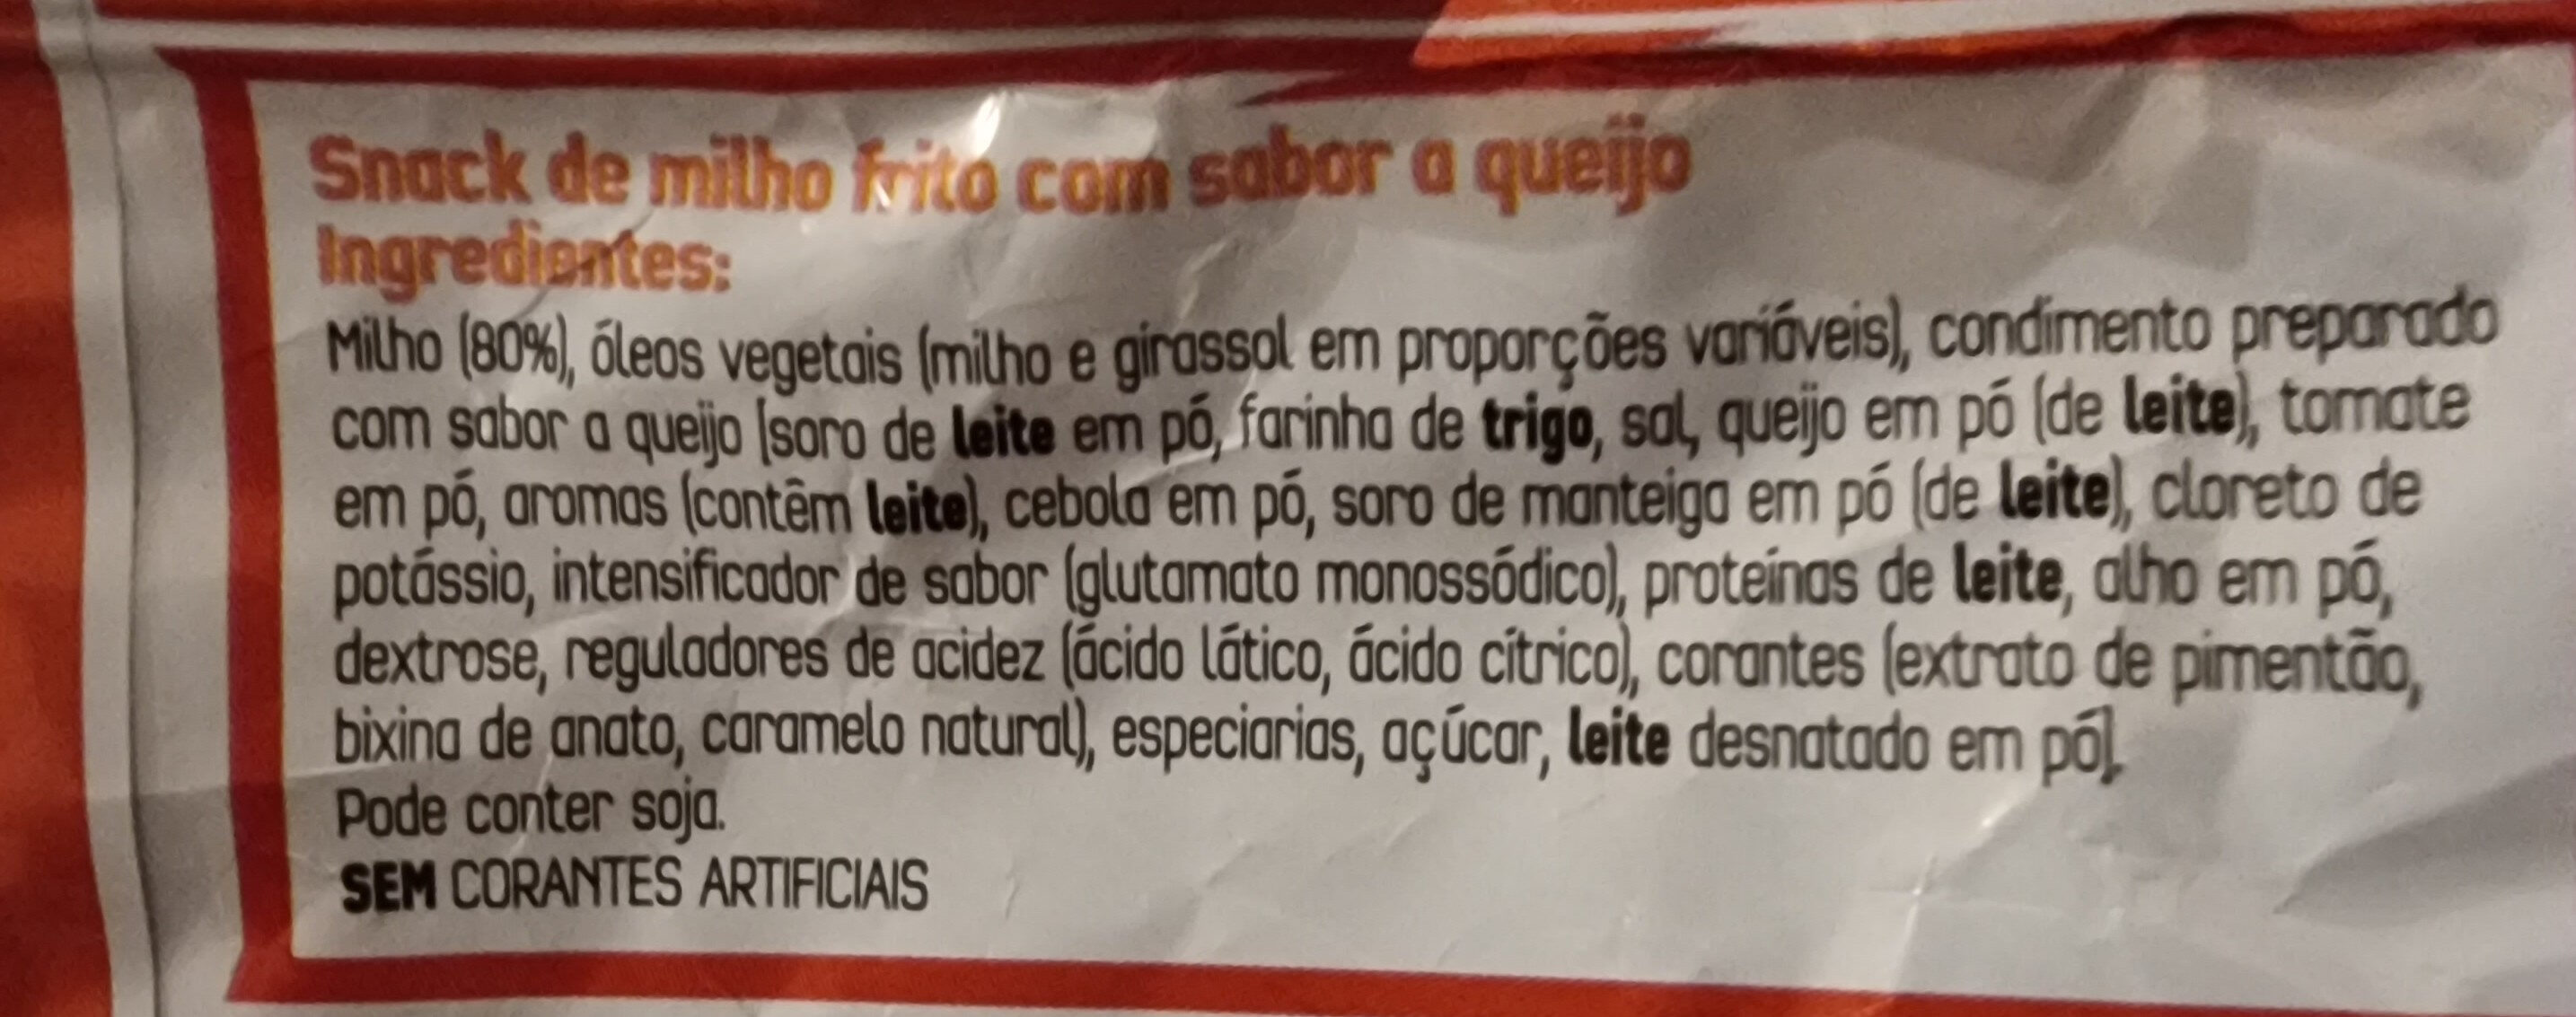 Snack de milho frito com sabor a queijo
Ingredientes:
Milho (80%), óleos vegetais (milho e girassol em proporções variáveis), condimento preparado
com sabor a queijo [soro de leite em pó, farinha de trigo, sal, queijo em pó (de leite), tomate
em pó, aromas (contêm leite), cebola em pó, soro de manteiga em pó (de leite), cloreto de
potássio, intensificador de sabor (glutamato monossódico), proteínas de leite, alho em pó,
dextrose, reguladores de acidez (ácido lático, ácido cítrico), corantes (extrato de pimentão,
bixina de anato, caramelo natural), especiarias, açúcar, leite desnatado em pó].
Pode conter soja.
SEM CORANTES ARTIFICIAIS